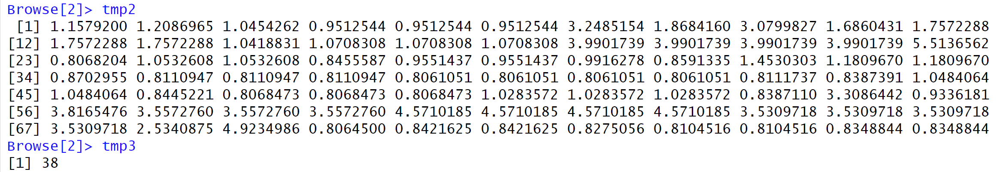 Browse[2]> tmp2
 [1] 1.1579200 1.2086965 1.0454262 0.9512544 0.9512544 0.9512544 3.2485154 1.8684160 3.0799827 1.6860431 1.7572288
[12] 1.7572288 1.7572288 1.0418831 1.0708308 1.0708308 1.0708308 3.9901739 3.9901739 3.9901739 3.9901739 5.5136562
[23] 0.8068204 1.0532608 1.0532608 0.8455587 0.9551437 0.9551437 0.9916278 0.8591335 1.4530303 1.1809670 1.1809670
[34] 0.8702955 0.8110947 0.8110947 0.8110947 0.8061051 0.8061051 0.8061051 0.8061051 0.8111737 0.8387391 1.0484064
[45] 1.0484064 0.8445221 0.8068473 0.8068473 0.8068473 1.0283572 1.0283572 1.0283572 0.8387110 3.3086442 0.9336181
[56] 3.8165476 3.5572760 3.5572760 3.5572760 4.5710185 4.5710185 4.5710185 4.5710185 3.5309718 3.5309718 3.5309718
[67] 3.5309718 2.5340875 4.9234986 0.8064500 0.8421625 0.8421625 0.8275056 0.8104516 0.8104516 0.8348844 0.8348844
Browse[2]> tmp3
[1] 38